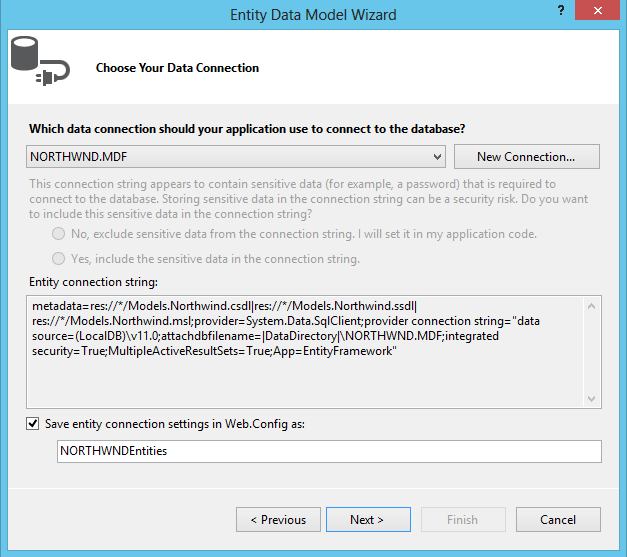 Entity Data Model Wizard
?
x
Choose Your Data Connection
Which data connection should your application use to connect to the database?
NORTHWND.MDF
New Connection...
This connection string appears to contain sensitive data (for example, a password) that is required to
connect to the database. Storing sensitive data in the connection string can be a security risk. Do you want
to include this sensitive data in the connection string?
No, exclude sensitive data from the connection string. I will set it in my application code.
Yes, include the sensitive data in the connection string.
Entity connection string:
metadata=res://*/Models.Northwind.csdl|res://*/Models.Northwind.ssdl|
res://*/Models.Northwind.msl;provider=System.Data.SqlClient;provider connection string="data
source=(LocalDB)\v11.0;attachdbfilename=|DataDirectory|\NORTHWND.MDF;integrated
security=True;MultipleActiveResultSets=True;App=EntityFramework"
Save entity connection settings in Web.Config as:
NORTHWNDEntities
< Previous
Next >
Finish
Cancel